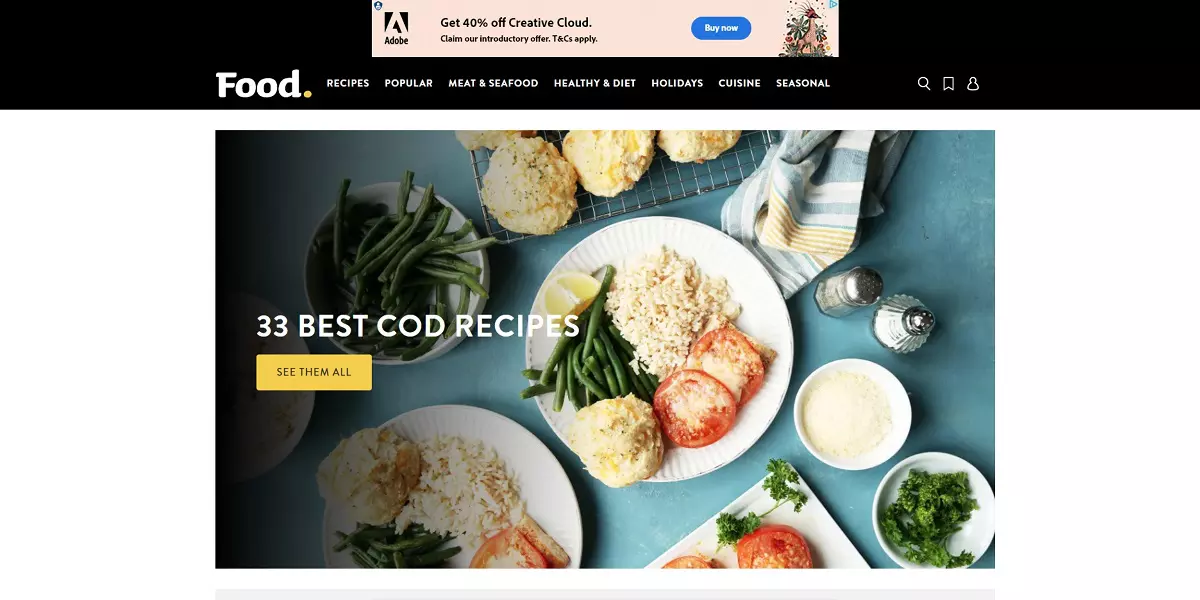 Adobe
Get 40% off Creative Cloud.
Claim our introductory offer. T&Cs apply.
Buy now
Food.
RECIPES POPULAR MEAT & SEAFOOD HEALTHY & DIET HOLIDAYS CUISINE SEASONAL
33 BEST COD RECIPES
SEE THEM ALL